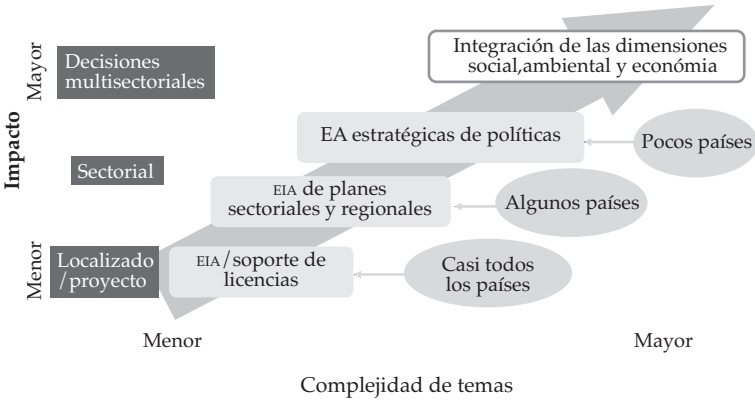 Impacto
Mayor
Menor
Decisiones
multisectoriales
Sectorial
Localizado
/proyecto
Integración de las dimensiones
social,ambiental y económia
EA estratégicas de políticas
Pocos países
EIA de planes
sectoriales y regionales
Algunos países
EIA/soporte de
licencias
Casi todos
los países
Menor
Mayor
Complejidad de temas